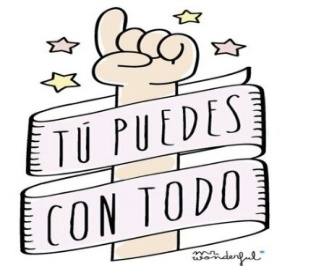 TÚ PUEDES
CON TODO
mr. wonderful*